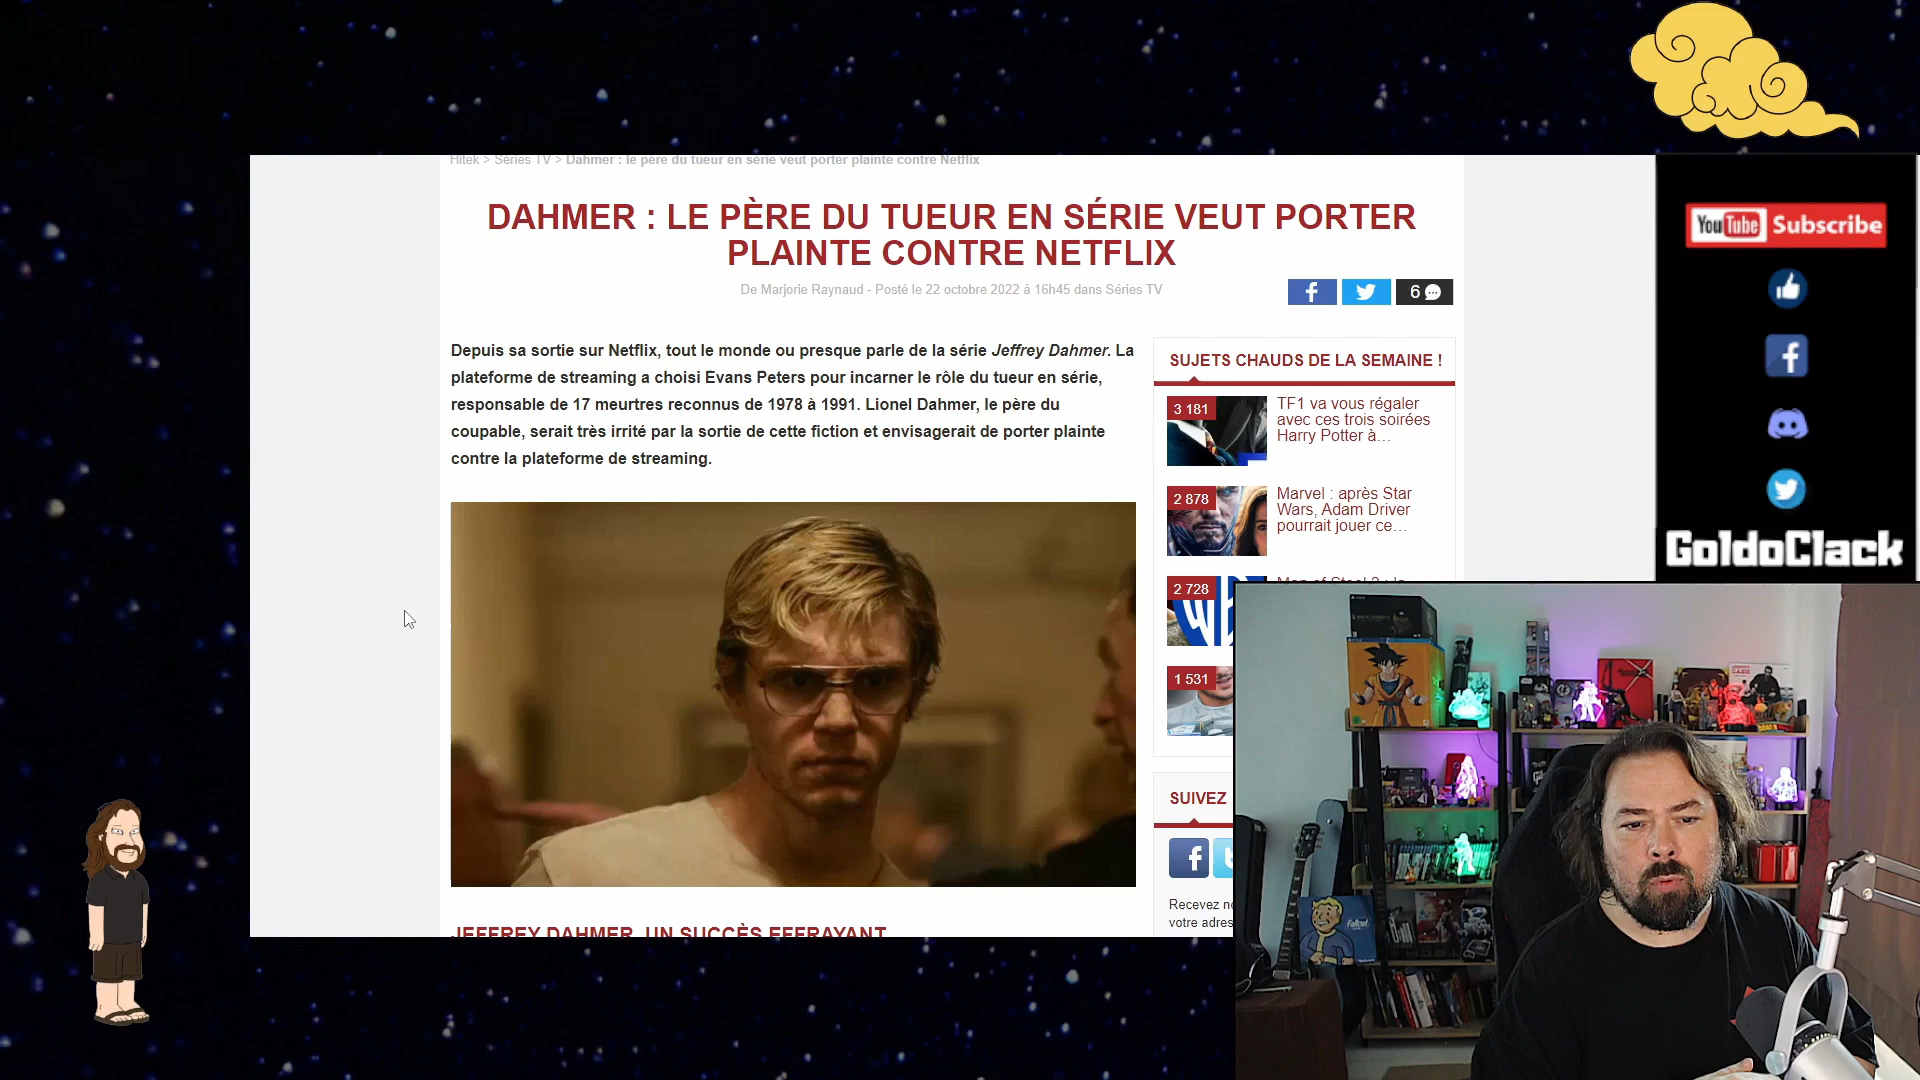 Hitek > Séries TV > Dahmer : le père du tueur en série veut porter plainte contre Netflix
DAHMER : LE PÈRE DU TUEUR EN SÉRIE VEUT PORTER
PLAINTE CONTRE NETFLIX
De Marjorie Raynaud - Posté le 22 octobre 2022 à 16h45 dans Séries TV
6
Depuis sa sortie sur Netflix, tout le monde ou presque parle de la série Jeffrey Dahmer. La
plateforme de streaming a choisi Evans Peters pour incarner le rôle du tueur en série,
responsable de 17 meurtres reconnus de 1978 à 1991. Lionel Dahmer, le père du
coupable, serait très irrité par la sortie de cette fiction et envisagerait de porter plainte
contre la plateforme de streaming.
JEFFREY DAHMER, UN SUCCÈS EFFRAYANT
SUJETS CHAUDS DE LA SEMAINE !
3 181
TF1 va vous régaler
avec ces trois soirées
Harry Potter à...
2 878
Marvel : après Star
Wars, Adam Driver
pourrait jouer ce...
2 728
1 531
SUIVEZ
Recevez
votre
YouTube Subscribe
GoldoClack
Fallout